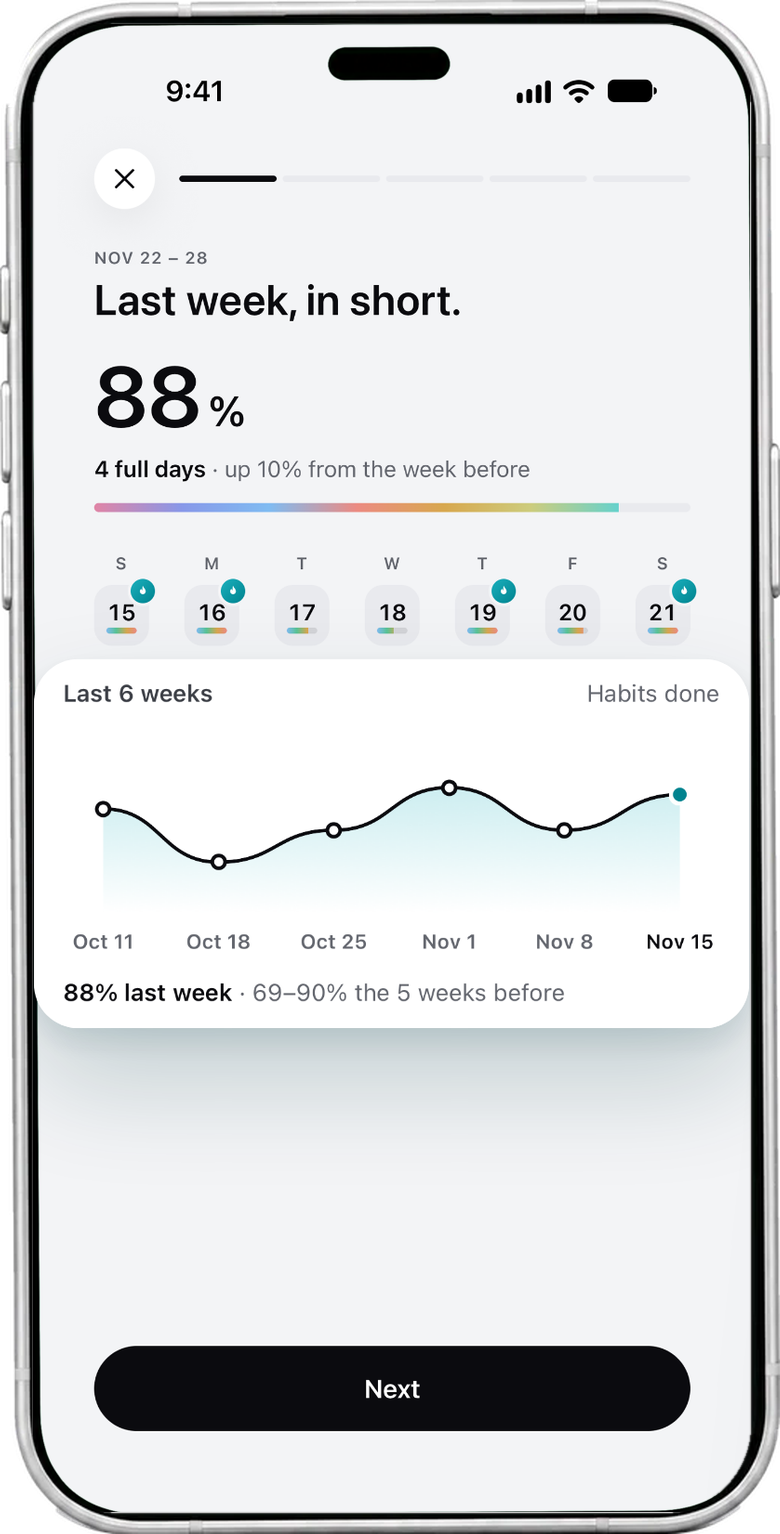 9:41
NOV 22 – 28
Last week, in short.
88 %
4 full days · up 10% from the week before
S M T W T F S
15 16 17 18 19 20 21
Last 6 weeks Habits done
Oct 11 Oct 18 Oct 25 Nov 1 Nov 8 Nov 15
88% last week · 69–90% the 5 weeks before
Next